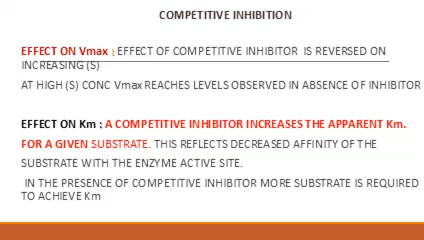 COMPETITIVE INHIBITION
EFFECT ON Vmax ; EFFECT OF COMPETITIVE INHIBITOR IS REVERSED ON
INCREASING (S)
AT HIGH (S) CONC Vmax REACHES LEVELS OBSERVED IN ABSENCE OF INHIBITOR
EFFECT ON Km ; A COMPETITIVE INHIBITOR INCREASES THE APPARENT Km.
FOR A GIVEN SUBSTRATE. THIS REFLECTS DECREASED AFFINITY OF THE
SUBSTRATE WITH THE ENZYME ACTIVE SITE.
IN THE PRESENCE OF COMPETITIVE INHIBITOR MORE SUBSTRATE IS REQUIRED
TO ACHIEVE Km